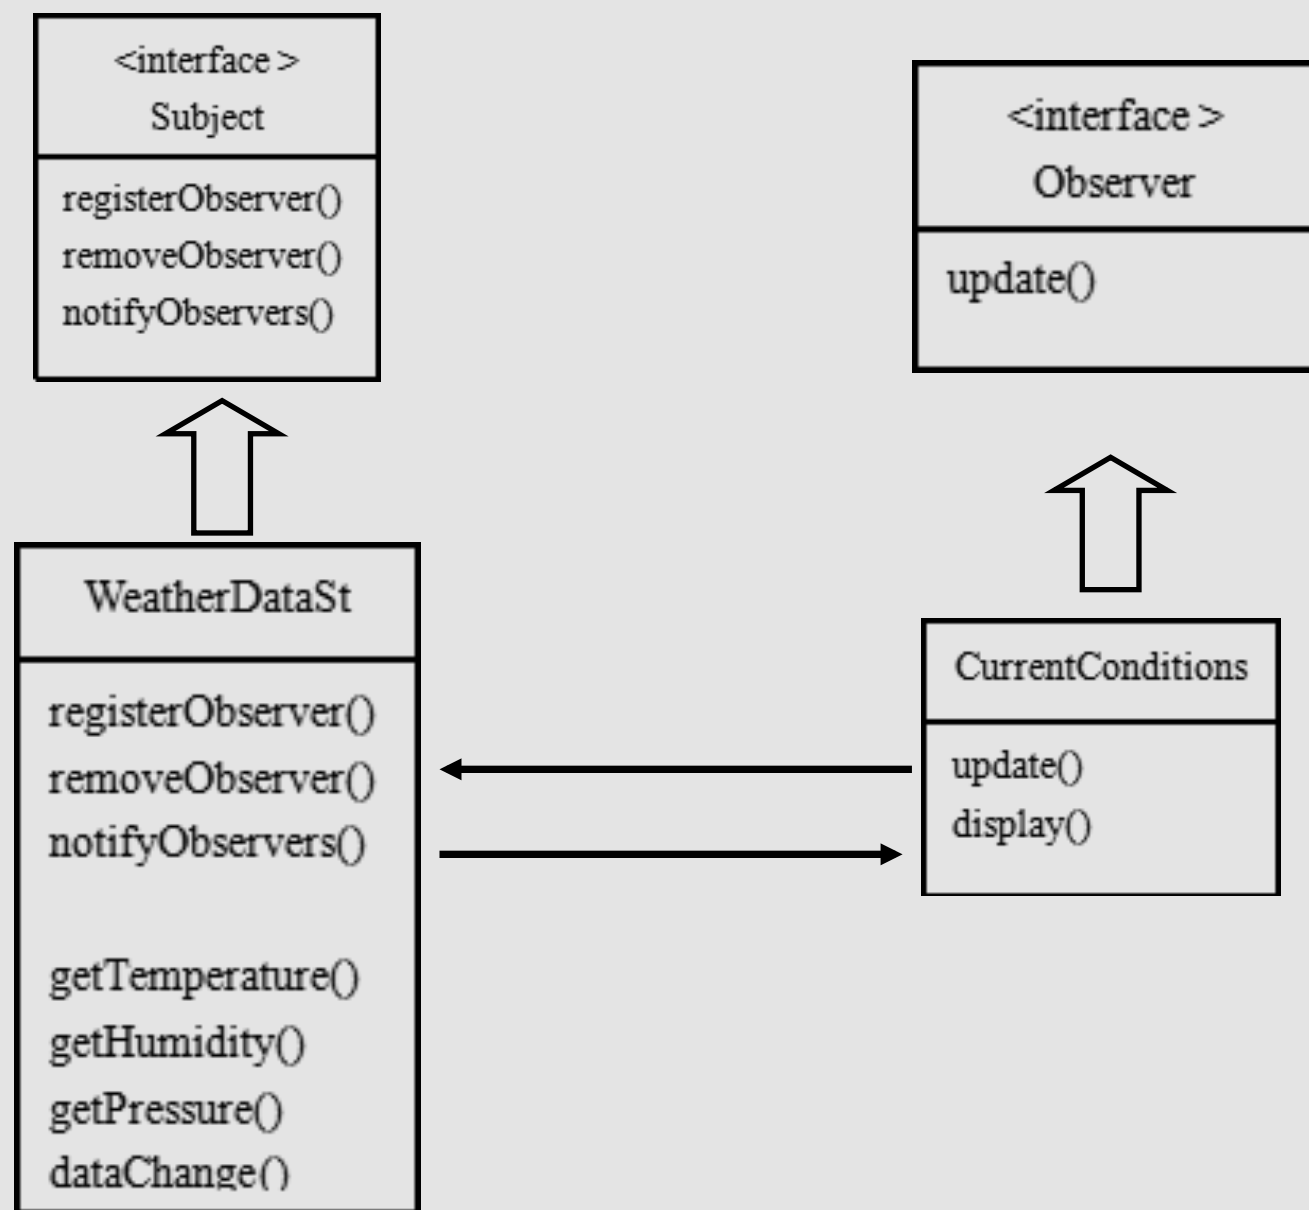 <interface >
Subject
registerObserver()
removeObserver()
notifyObservers()
<interface >
Observer
update()
WeatherDataSt
registerObserver()
removeObserver()
notifyObservers()
getTemperature()
getHumidity()
getPressure()
dataChange()
CurrentConditions
update()
display()